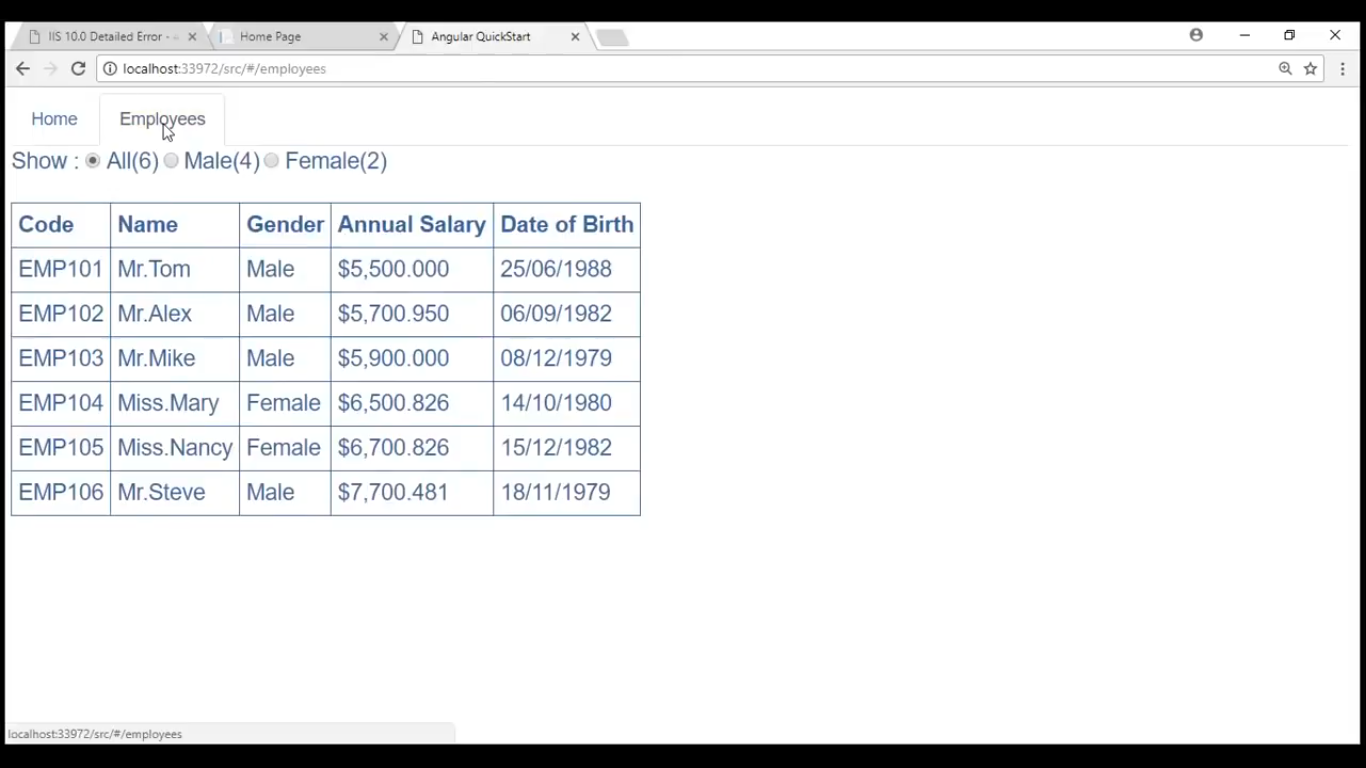 IIS 10.0 Detailed Error - Home Page Angular QuickStart
localhost:33972/src/#/employees
Home Employees
Show : All(6) Male(4) Female(2)
Code Name Gender Annual Salary Date of Birth
EMP101 Mr.Tom Male $5,500.000 25/06/1988
EMP102 Mr.Alex Male $5,700.950 06/09/1982
EMP103 Mr.Mike Male $5,900.000 08/12/1979
EMP104 Miss.Mary Female $6,500.826 14/10/1980
EMP105 Miss.Nancy Female $6,700.826 15/12/1982
EMP106 Mr.Steve Male $7,700.481 18/11/1979
localhost:33972/src/#/employees